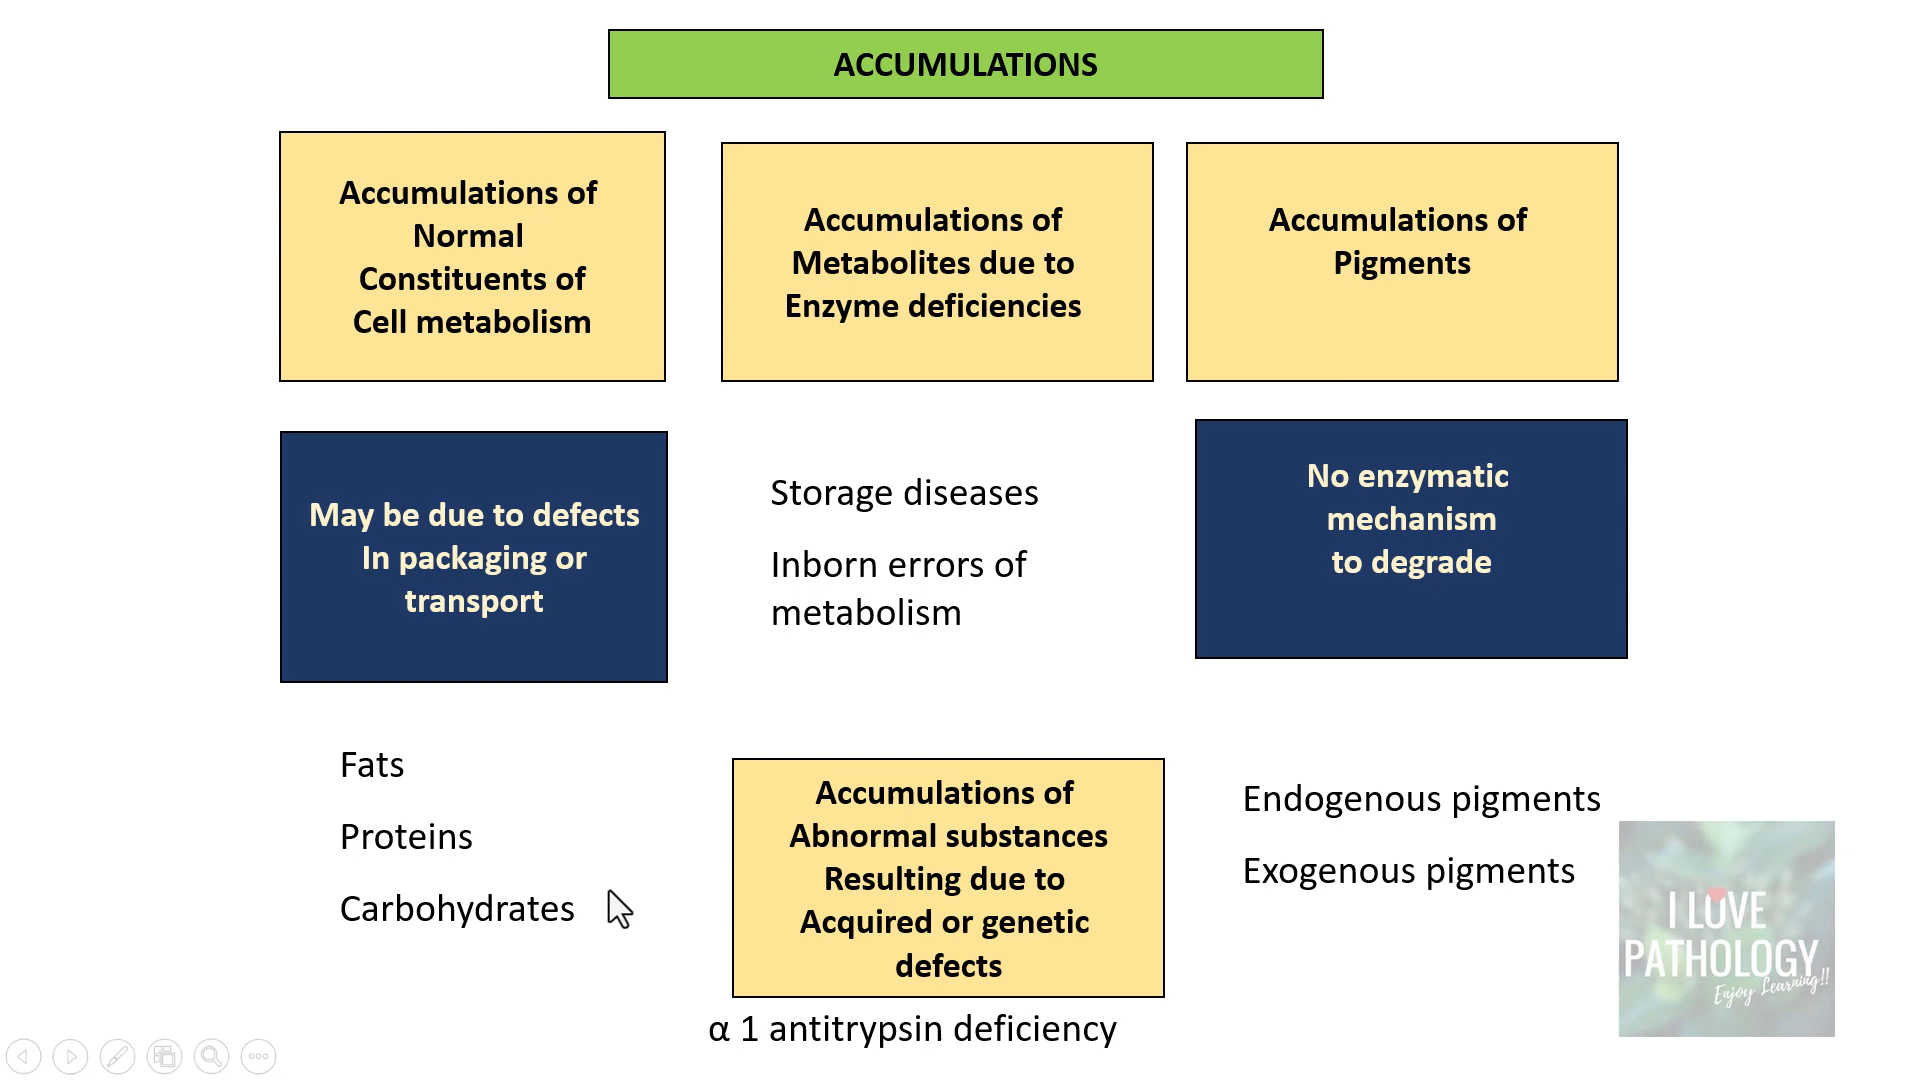 ACCUMULATIONS
Accumulations of
Normal
Constituents of
Cell metabolism
Accumulations of
Metabolites due to
Enzyme deficiencies
Accumulations of
Pigments
May be due to defects
In packaging or
transport
Storage diseases
Inborn errors of
metabolism
No enzymatic
mechanism
to degrade
Fats
Proteins
Carbohydrates
Accumulations of
Abnormal substances
Resulting due to
Acquired or genetic
defects
α 1 antitrypsin deficiency
Endogenous pigments
Exogenous pigments
I LOVE
PATHOLOGY
Enjoy Learning!!